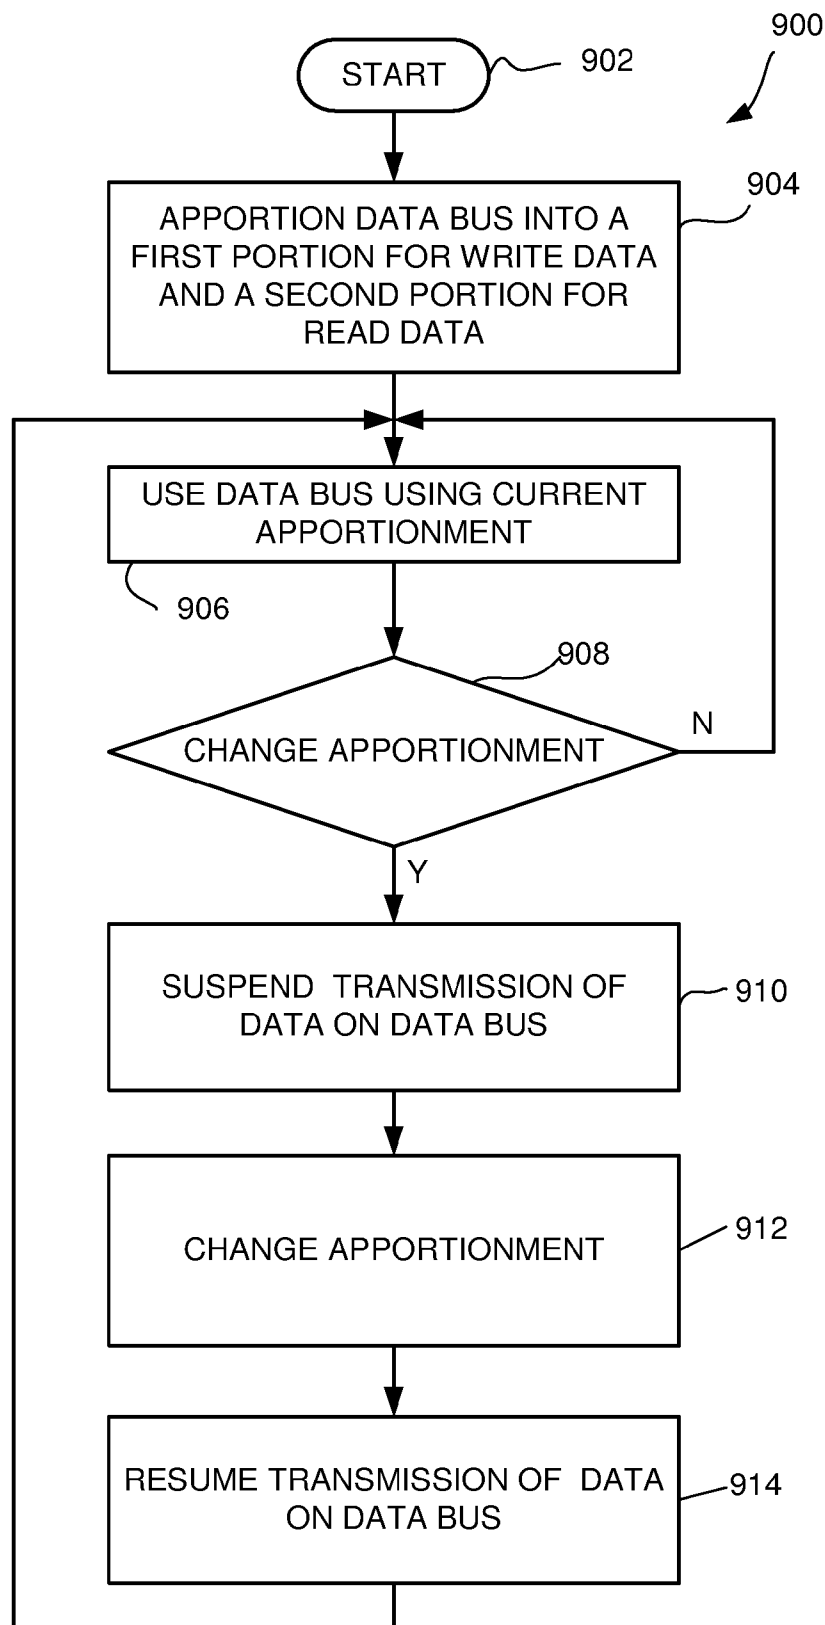 900
START
902
904
APPORTION DATA BUS INTO A
FIRST PORTION FOR WRITE DATA
AND A SECOND PORTION FOR
READ DATA
USE DATA BUS USING CURRENT
APPORTIONMENT
906
908
CHANGE APPORTIONMENT
N
Y
SUSPEND TRANSMISSION OF
DATA ON DATA BUS
910
CHANGE APPORTIONMENT
912
RESUME TRANSMISSION OF DATA
ON DATA BUS
914